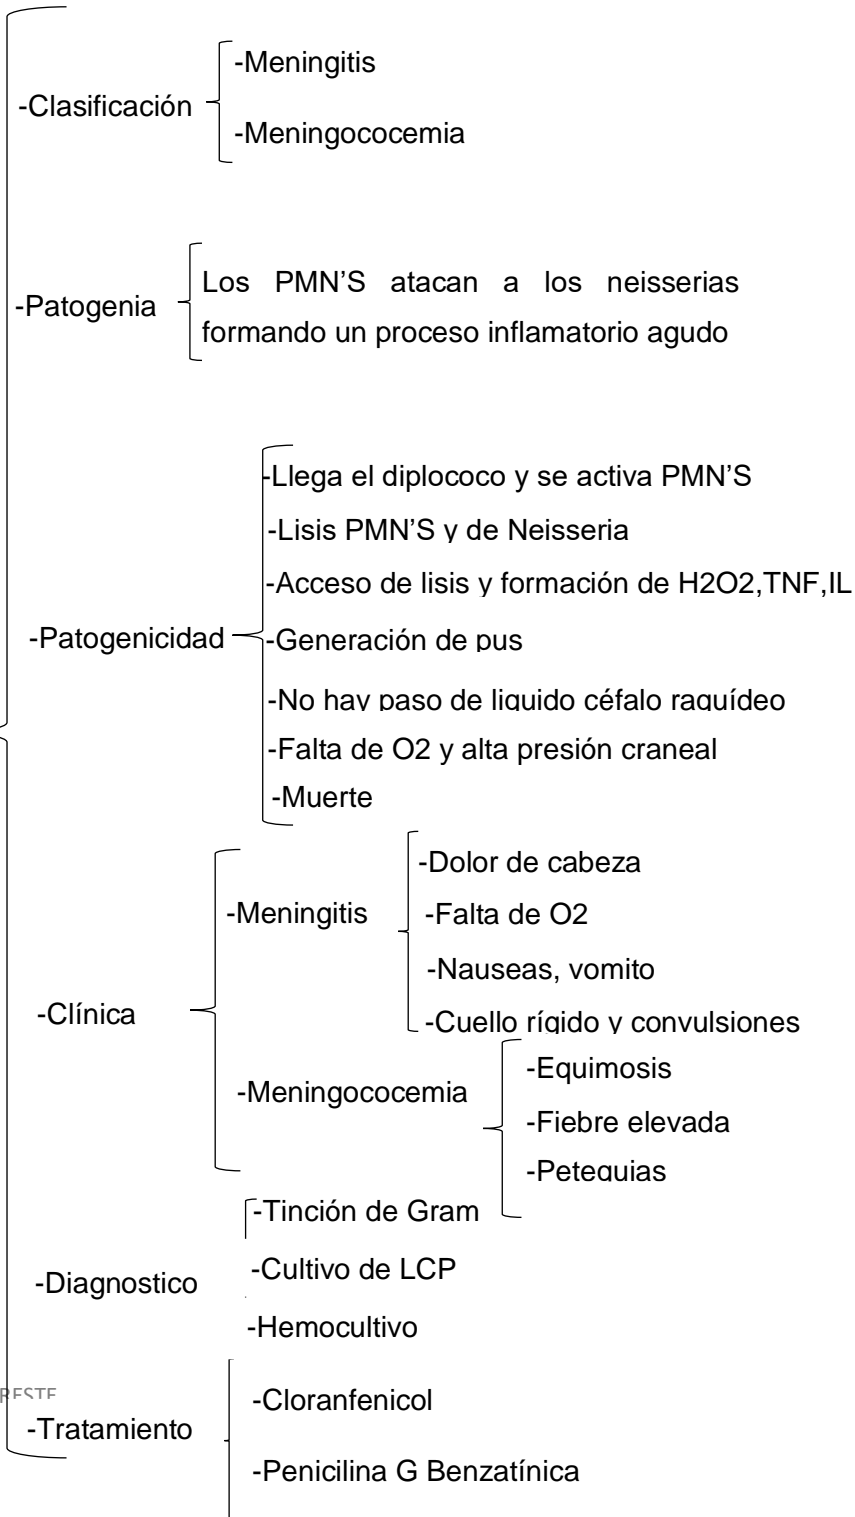 -Clasificación
-Meningitis
-Meningococemia
-Patogenia
Los PMN’S atacan a los neisserias
formando un proceso inflamatorio agudo
-Patogenicidad
-Llega el diplococo y se activa PMN’S
-Lisis PMN’S y de Neisseria
-Acceso de lisis y formación de H2O2,TNF,IL
-Generación de pus
-No hay paso de liquido céfalo raquídeo
-Falta de O2 y alta presión craneal
-Muerte
-Clínica
-Meningitis
-Dolor de cabeza
-Falta de O2
-Nauseas, vomito
-Cuello rígido y convulsiones
-Meningococemia
-Equimosis
-Fiebre elevada
-Petequias
-Diagnostico
-Tinción de Gram
-Cultivo de LCP
-Hemocultivo
RESTE
-Tratamiento
-Cloranfenicol
-Penicilina G Benzatínica